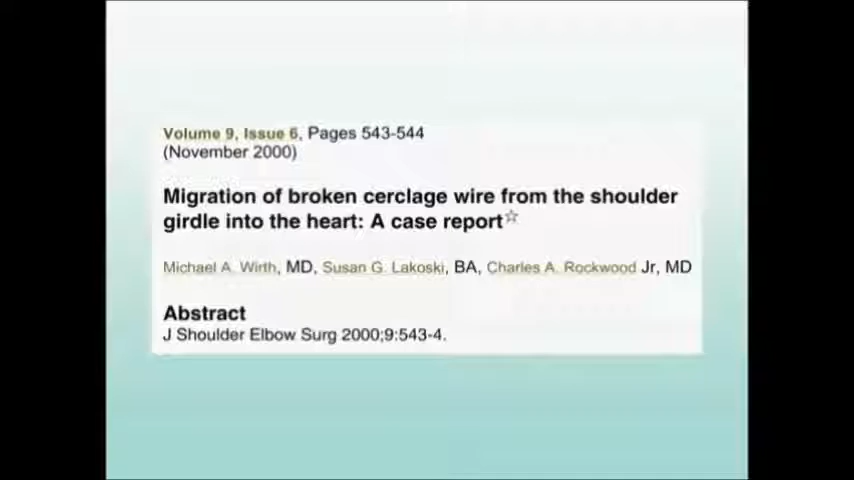 Volume 9, Issue 6, Pages 543-544
(November 2000)
Migration of broken cerclage wire from the shoulder
girdle into the heart: A case report☆
Michael A. Wirth, MD, Susan G. Lakoski, BA, Charles A. Rockwood Jr, MD
Abstract
J Shoulder Elbow Surg 2000;9:543-4.